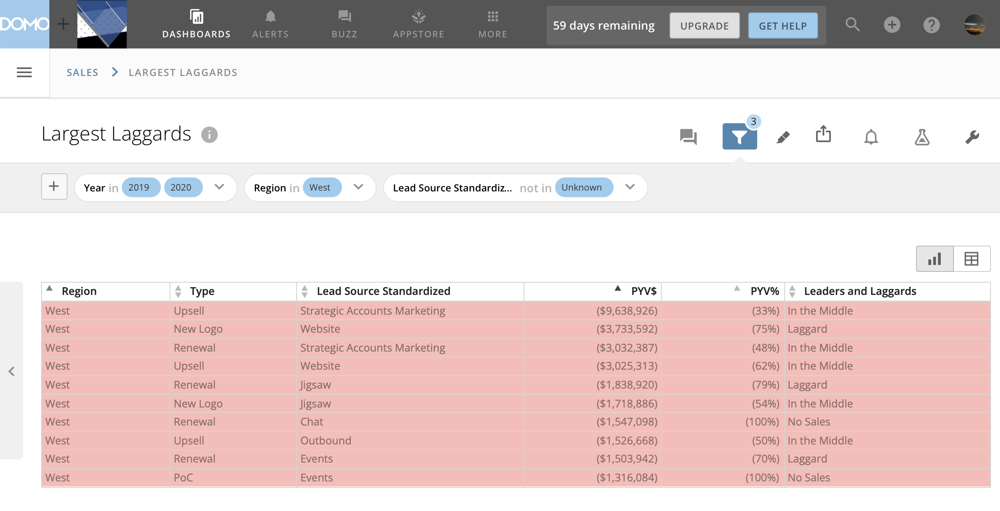 DOMO
DASHBOARDS ALERTS BUZZ APPSTORE MORE 59 days remaining UPGRADE GET HELP
SALES LARGEST LAGGARDS
Largest Laggards
3
Year in 2019 2020 Region in West Lead Source Standardiz... not in Unknown
Region Type Lead Source Standardized PYV$ PYV% Leaders and Laggards
West Upsell Strategic Accounts Marketing ($9,638,926) (33%) In the Middle
West New Logo Website ($3,733,592) (75%) Laggard
West Renewal Strategic Accounts Marketing ($3,032,387) (48%) In the Middle
West Upsell Website ($3,025,313) (62%) In the Middle
West Renewal Jigsaw ($1,838,920) (79%) Laggard
West New Logo Jigsaw ($1,718,886) (54%) In the Middle
West Renewal Chat ($1,547,098) (100%) No Sales
West Upsell Outbound ($1,526,668) (50%) In the Middle
West Renewal Events ($1,503,942) (70%) Laggard
West PoC Events ($1,316,084) (100%) No Sales